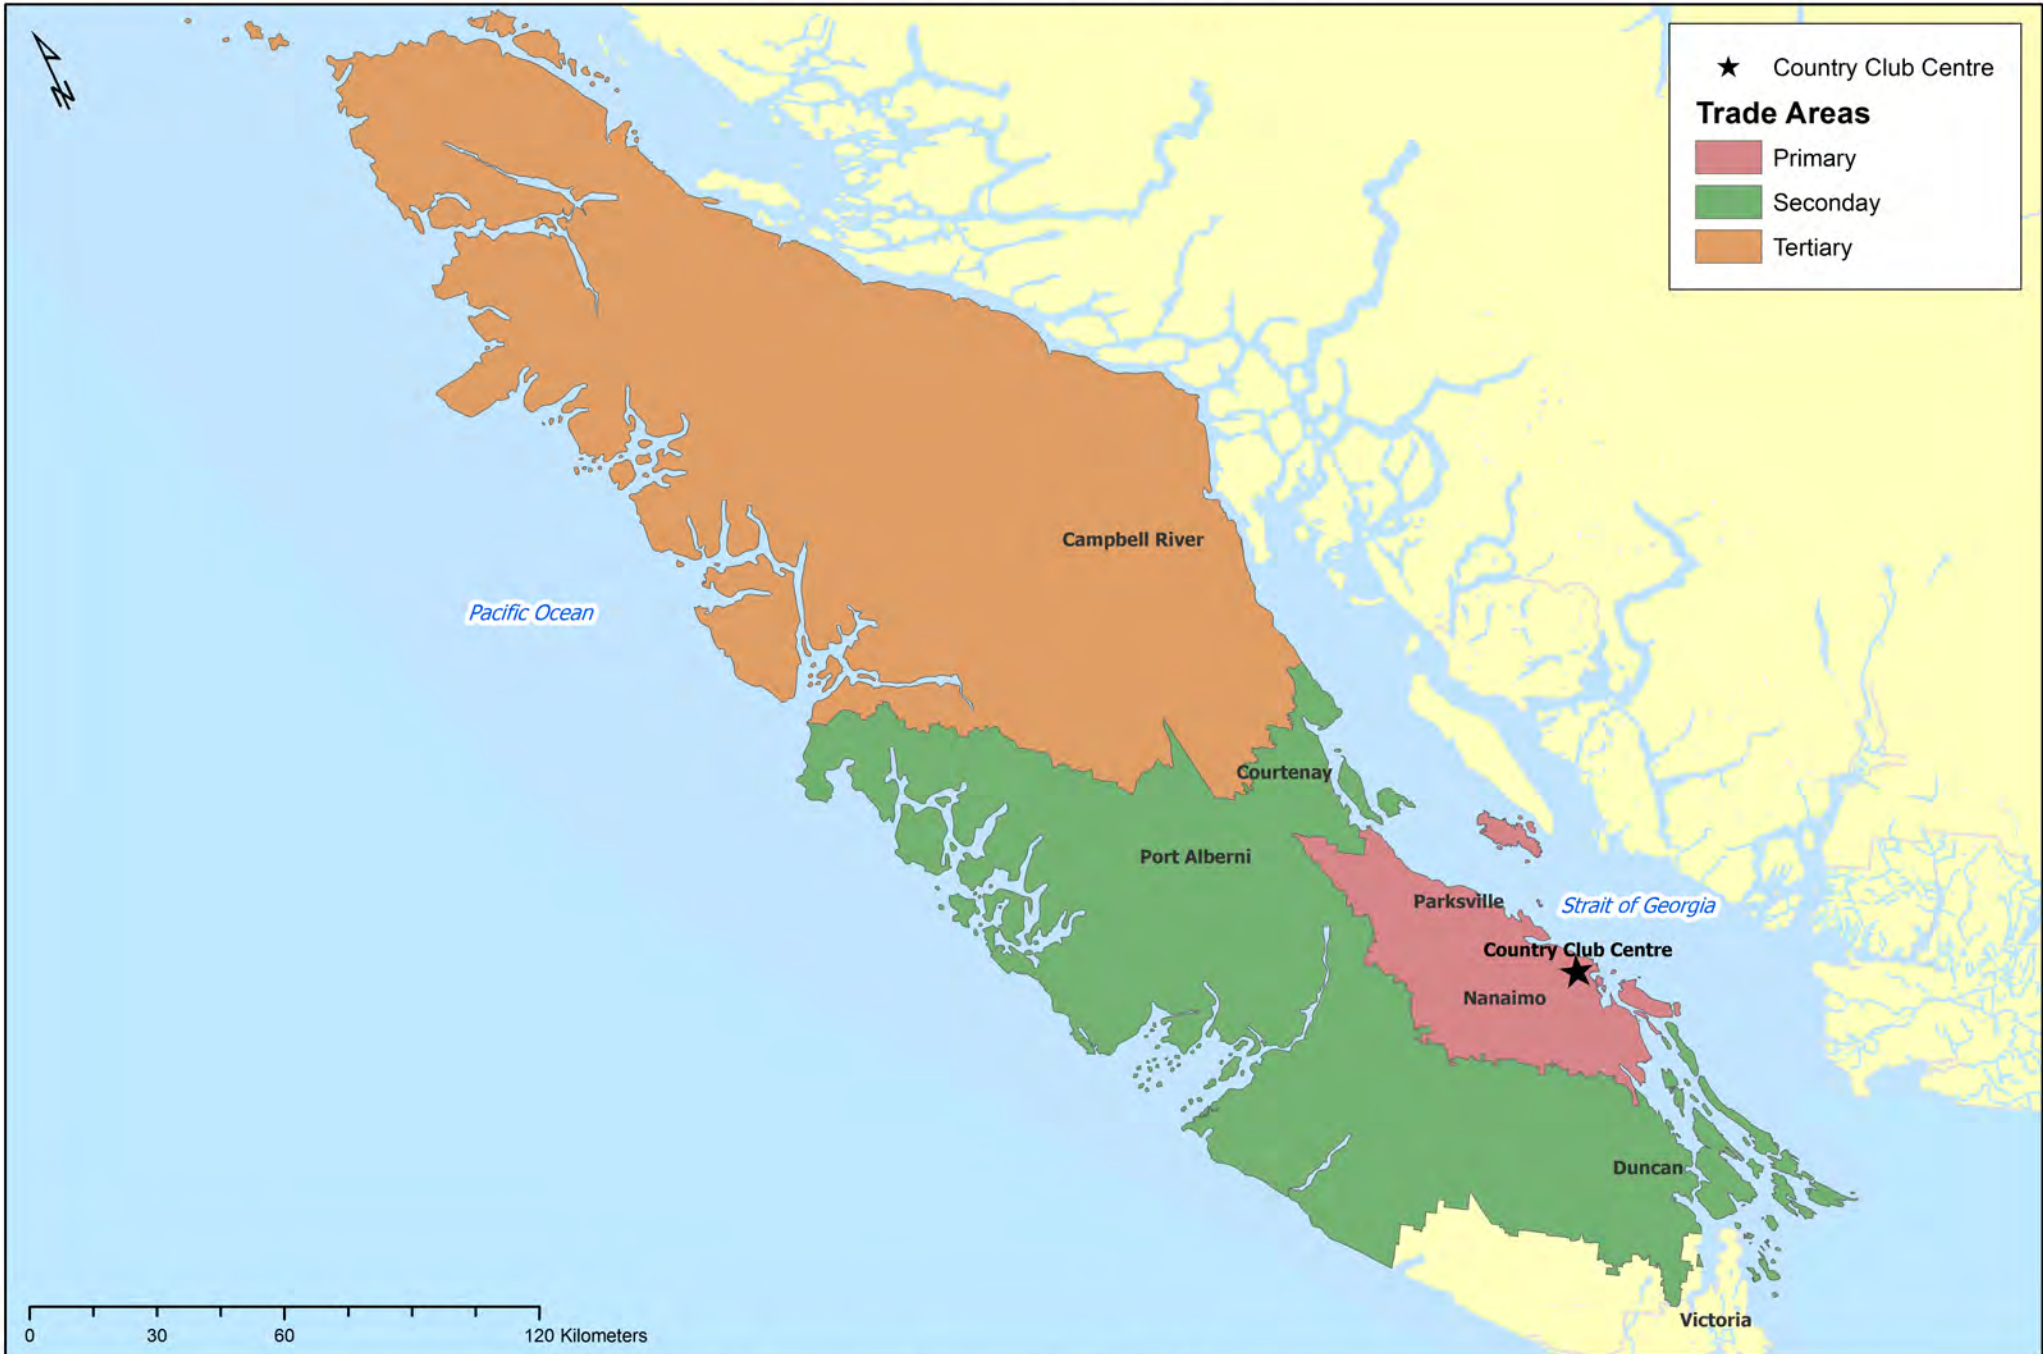 N
Country Club Centre
Trade Areas
Primary
Seconday
Tertiary
Campbell River
Pacific Ocean
Courtenay
Port Alberni
Parksville
Strait of Georgia
Country Club Centre
Nanaimo
Duncan
Victoria
0 30 60 120 Kilometers